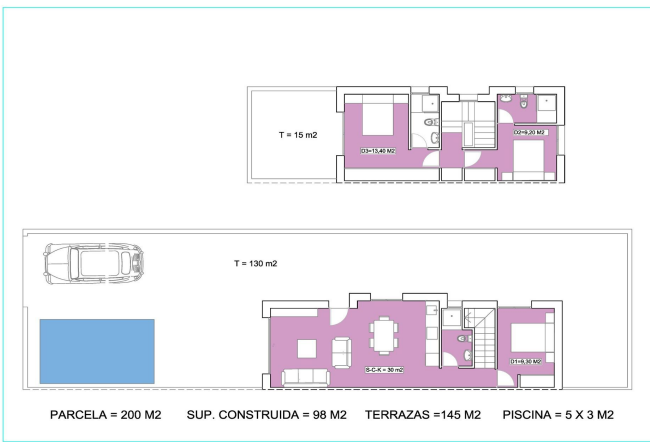 T = 15 m2
D3=13,40 M2
D2=9,20 M2
T = 130 m2
S-C-K = 30 m2
D1=9,30 M2
PARCELA = 200 M2 SUP. CONSTRUIDA = 98 M2 TERRAZAS =145 M2 PISCINA = 5 X 3 M2